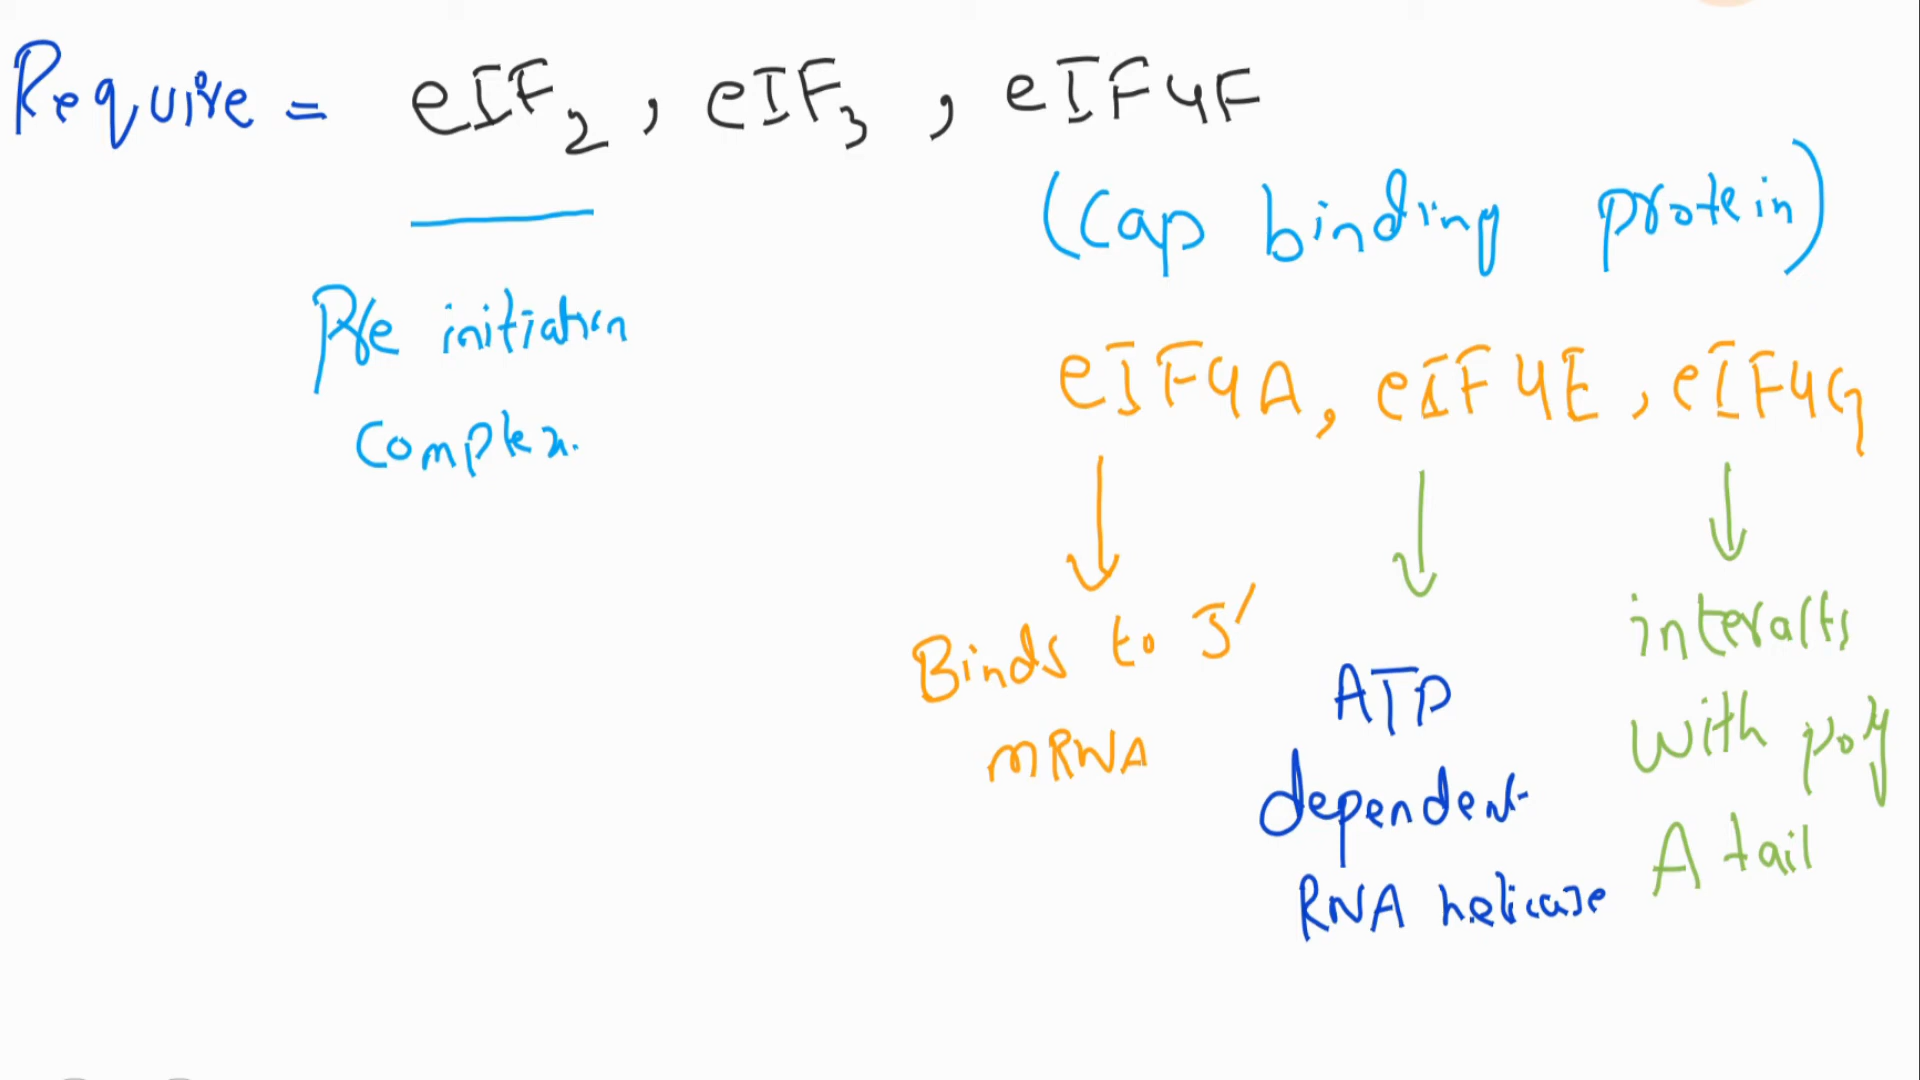 Require = eIF2, eIF3, eIF4F
(Cap binding protein)
Pre initiation
Complex.
eIF4A, eIF4E, eIF4G
Binds to 5'
mRNA
ATP
dependent
RNA helicase
interacts
with poly
A tail